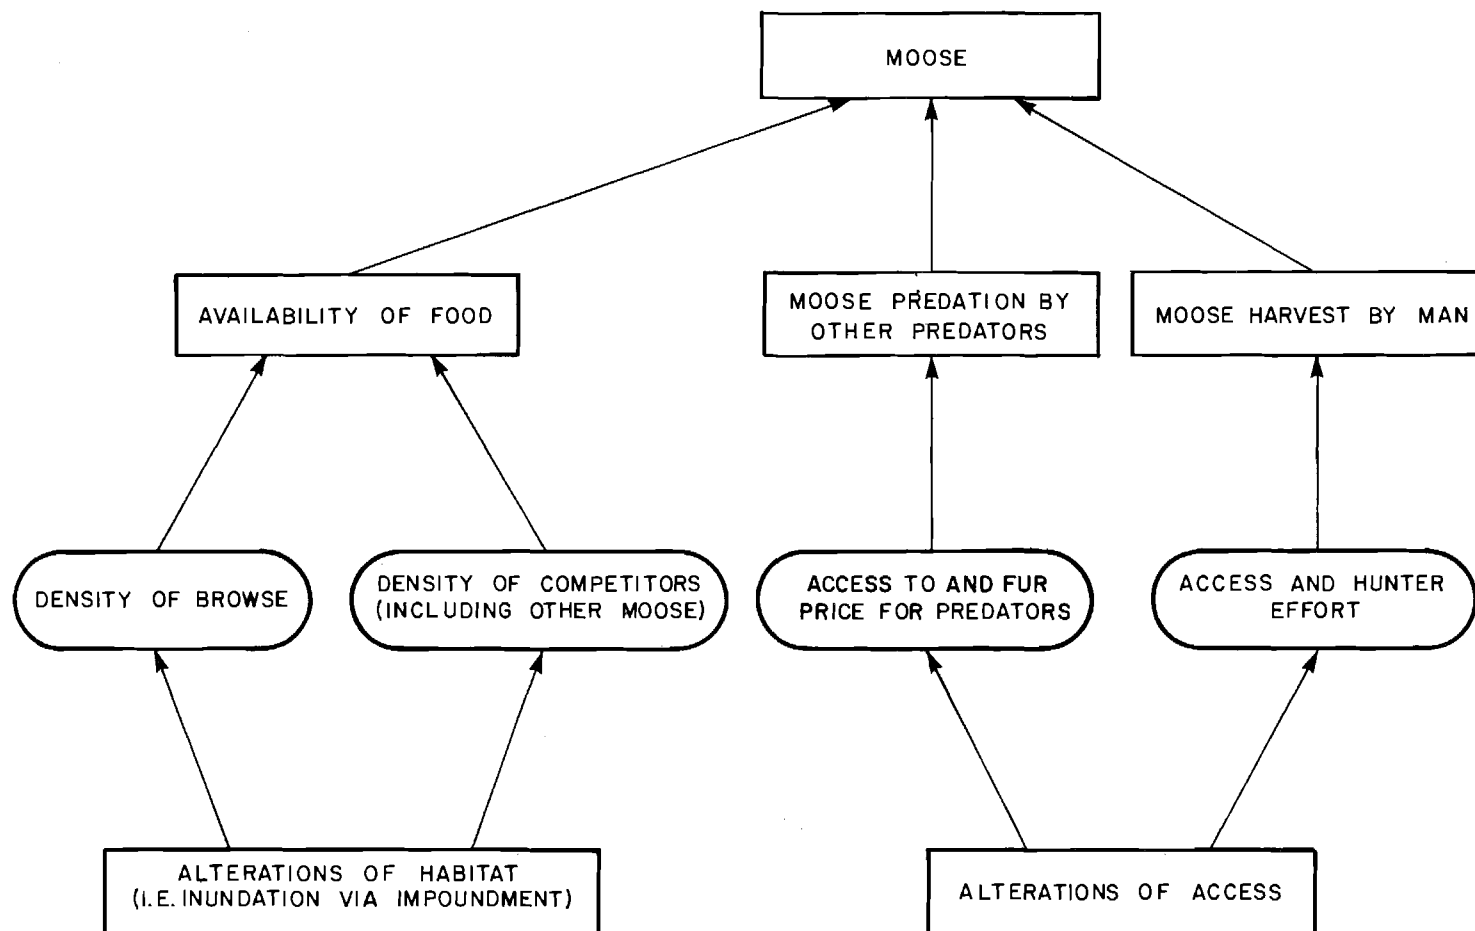 MOOSE
AVAILABILITY OF FOOD
MOOSE PREDATION BY
OTHER PREDATORS
MOOSE HARVEST BY MAN
DENSITY OF BROWSE
DENSITY OF COMPETITORS
(INCLUDING OTHER MOOSE)
ACCESS TO AND FUR
PRICE FOR PREDATORS
ACCESS AND HUNTER
EFFORT
ALTERATIONS OF HABITAT
(I.E. INUNDATION VIA IMPOUNDMENT)
ALTERATIONS OF ACCESS